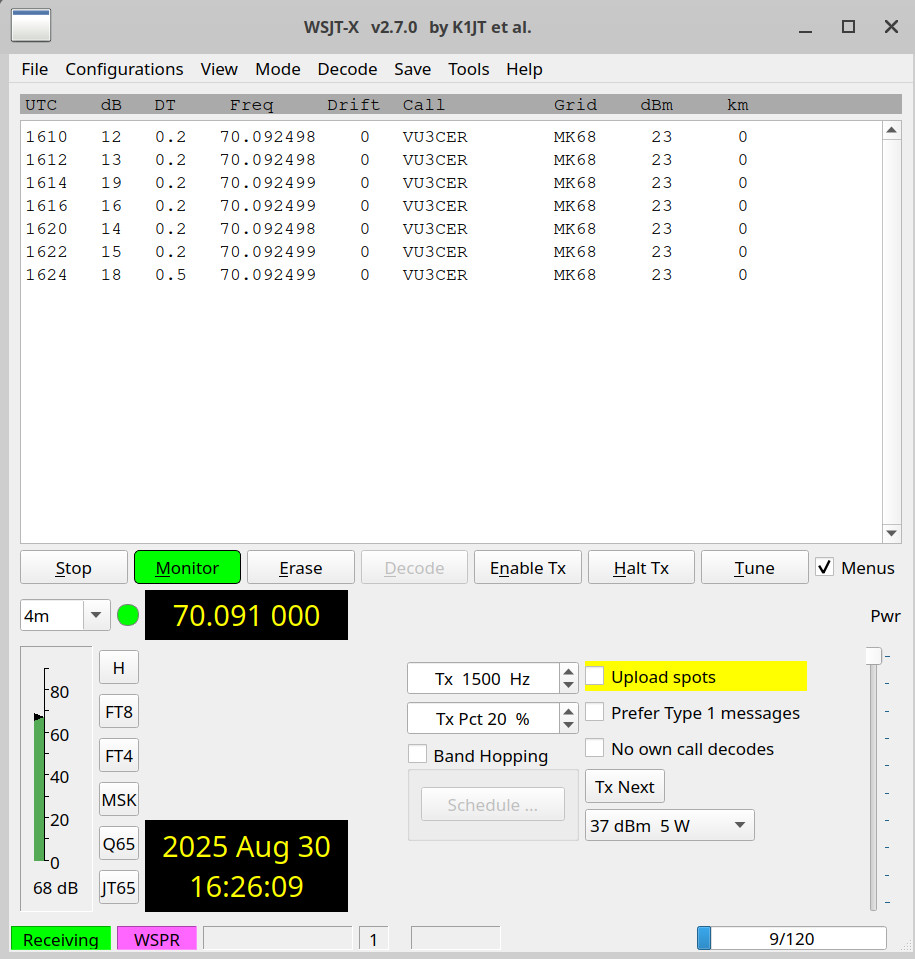 WSJT-X v2.7.0 by K1JT et al.
File Configurations View Mode Decode Save Tools Help
UTC dB DT Freq Drift Call Grid dBm km
1610 12 0.2 70.092498 0 VU3CER MK68 23 0
1612 13 0.2 70.092498 0 VU3CER MK68 23 0
1614 19 0.2 70.092499 0 VU3CER MK68 23 0
1616 16 0.2 70.092499 0 VU3CER MK68 23 0
1620 14 0.2 70.092498 0 VU3CER MK68 23 0
1622 15 0.2 70.092499 0 VU3CER MK68 23 0
1624 18 0.5 70.092499 0 VU3CER MK68 23 0
Stop Monitor Erase Decode Enable Tx Halt Tx Tune Menus
4m 70.091 000 Pwr
80
60
40
20
0
68 dB
H
FT8
FT4
MSK
Q65
JT65
2025 Aug 30
16:26:09
Tx 1500 Hz
Tx Pct 20 %
Band Hopping
Schedule ...
Upload spots
Prefer Type 1 messages
No own call decodes
Tx Next
37 dBm 5 W
Receiving WSPR 1 9/120